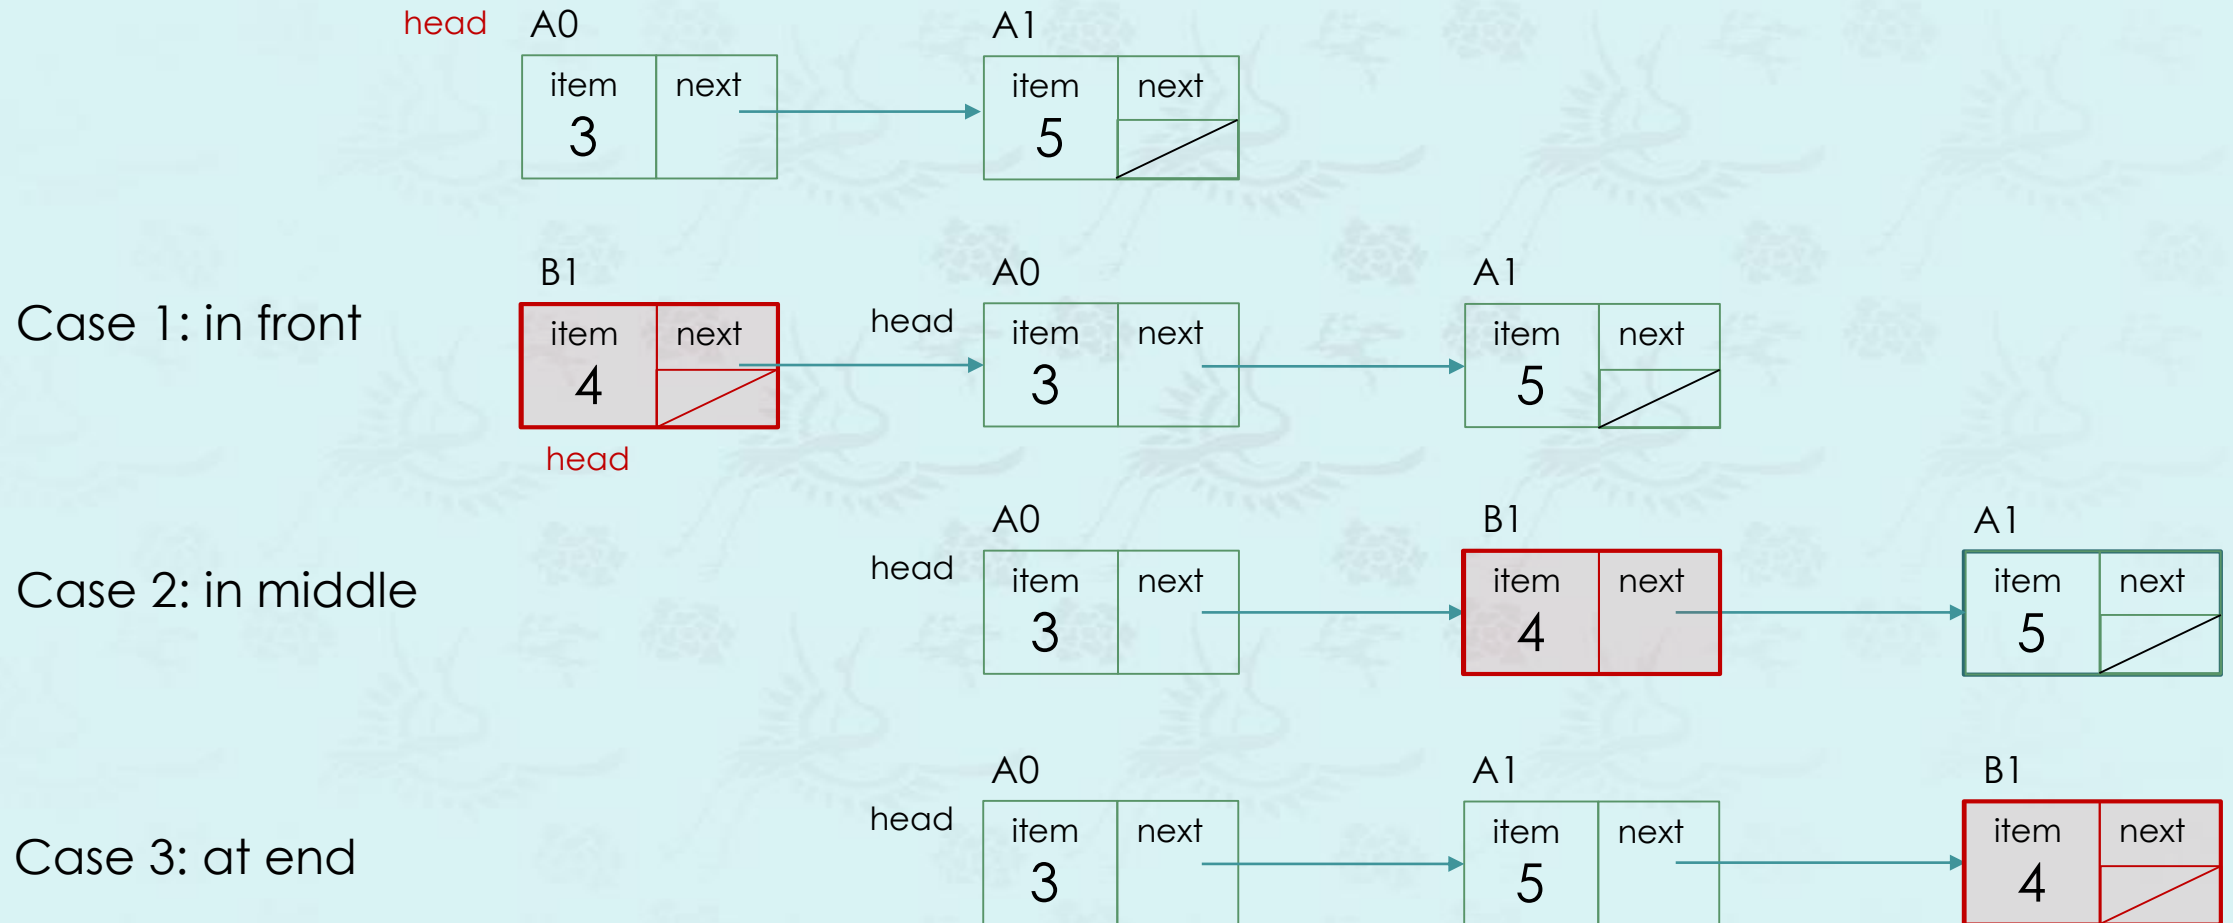 head A0 A1
item next item next
3 5
B1 A0 A1
Case 1: in front
item next head item next item next
4 3 5
head
A0 B1 A1
Case 2: in middle
head item next item next item next
3 4 5
A0 A1 B1
Case 3: at end
head item next item next item next
3 5 4